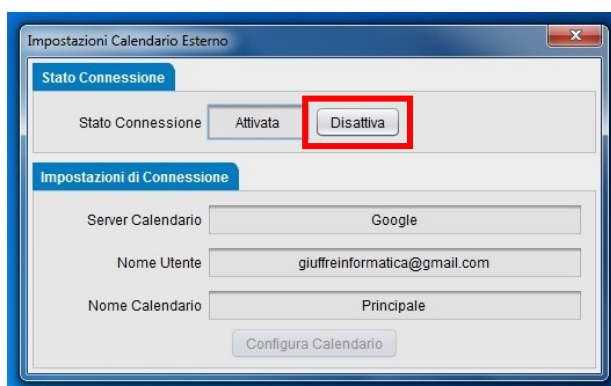 Impostazioni Calendario Esterno
Stato Connessione
Stato Connessione Attivata Disattiva
Impostazioni di Connessione
Server Calendario Google
Nome Utente giuffreinformatica@gmail.com
Nome Calendario Principale
Configura Calendario